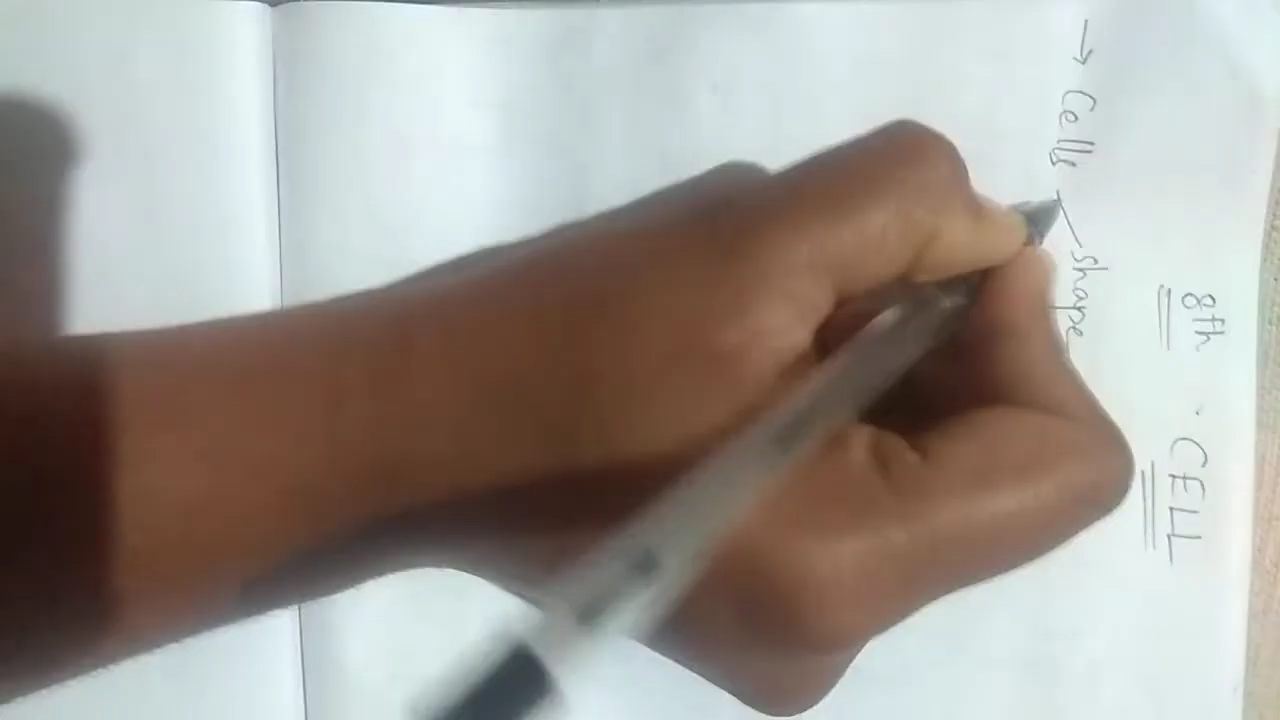 8th . CELL
→ Cells shape